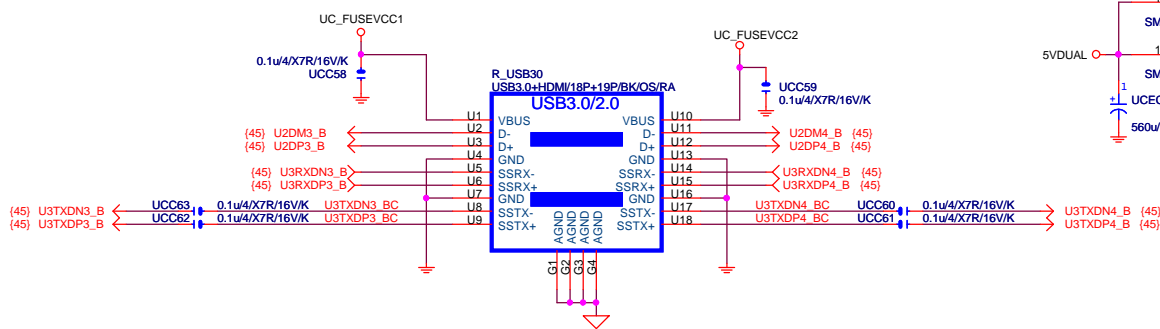 UC_FUSEVCC1
UC_FUSEVCC2
5VDUAL
0.1u/4/X7R/16V/K
UCC58
R_USB30
USB3.0+HDMI/18P+19P/BK/OS/RA
USB3.0/2.0
UCC59
0.1u/4/X7R/16V/K
SM
1
SM
1
+
560u/
U1 VBUS VBUS U10
{45} U2DM3_B U2 D- D- U11 U2DM4_B {45}
{45} U2DP3_B U3 D+ D+ U12 U2DP4_B {45}
U4 GND GND U13
{45} U3RXDN3_B U5 SSRX- SSRX- U14 U3RXDN4_B {45}
{45} U3RXDP3_B U6 SSRX+ SSRX+ U15 U3RXDP4_B {45}
U7 GND GND U16
{45} U3TXDN3_B UCC63 0.1u/4/X7R/16V/K U3TXDN3_BC U8 SSTX- SSTX- U17 U3TXDN4_BC UCC60 0.1u/4/X7R/16V/K U3TXDN4_B {45}
{45} U3TXDP3_B UCC62 0.1u/4/X7R/16V/K U3TXDP3_BC U9 SSTX+ SSTX+ U18 U3TXDP4_BC UCC61 0.1u/4/X7R/16V/K U3TXDP4_B {45}
AGND AGND AGND AGND
G1 G2 G3 G4